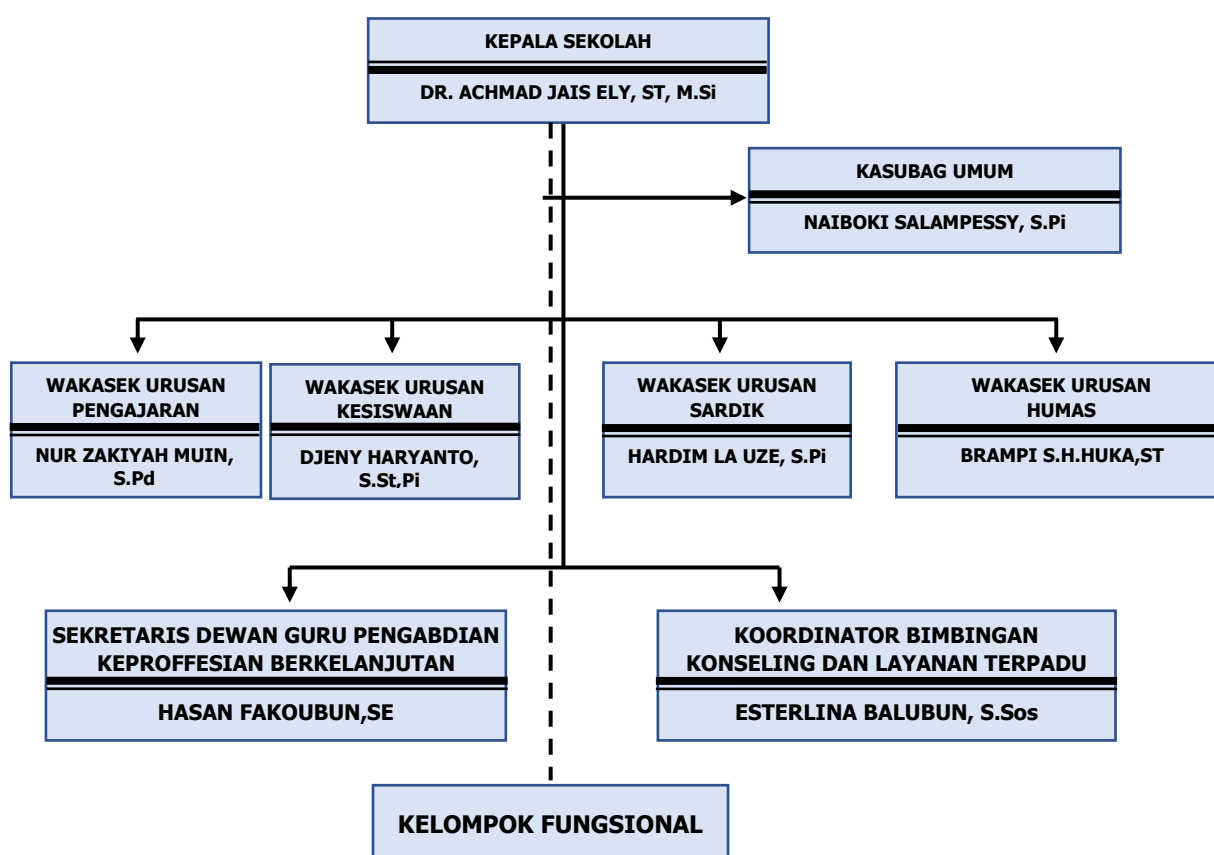 KEPALA SEKOLAH
DR. ACHMAD JAIS ELY, ST, M.Si
KASUBAG UMUM
NAIBOKI SALAMPESSY, S.Pi
WAKASEK URUSAN
PENGAJARAN
NUR ZAKIYAH MUIN,
S.Pd
WAKASEK URUSAN
KESISWAAN
DJENY HARYANTO,
S.St,Pi
WAKASEK URUSAN
SARDIK
HARDIM LA UZE, S.Pi
WAKASEK URUSAN
HUMAS
BRAMPI S.H.HUKA,ST
SEKRETARIS DEWAN GURU PENGABDIAN
KEPROFFESIAN BERKELANJUTAN
HASAN FAKOUBUN,SE
KOORDINATOR BIMBINGAN
KONSELING DAN LAYANAN TERPADU
ESTERLINA BALUBUN, S.Sos
KELOMPOK FUNGSIONAL